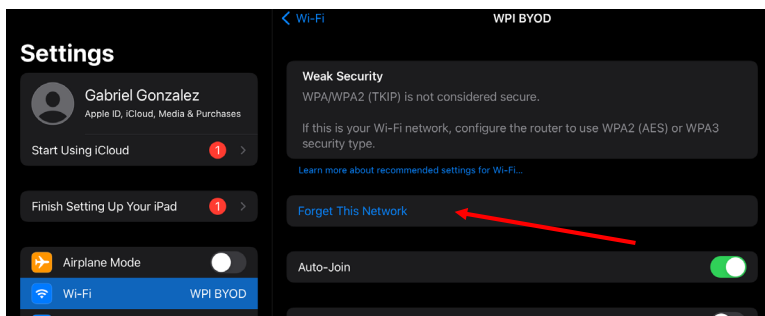 Wi-Fi
WPI BYOD
Settings
Gabriel Gonzalez
Apple ID, iCloud, Media & Purchases
Start Using iCloud
1
Finish Setting Up Your iPad
1
Airplane Mode
Wi-Fi
WPI BYOD
Weak Security
WPA/WPA2 (TKIP) is not considered secure.
If this is your Wi-Fi network, configure the router to use WPA2 (AES) or WPA3
security type.
Learn more about recommended settings for Wi-Fi...
Forget This Network
Auto-Join